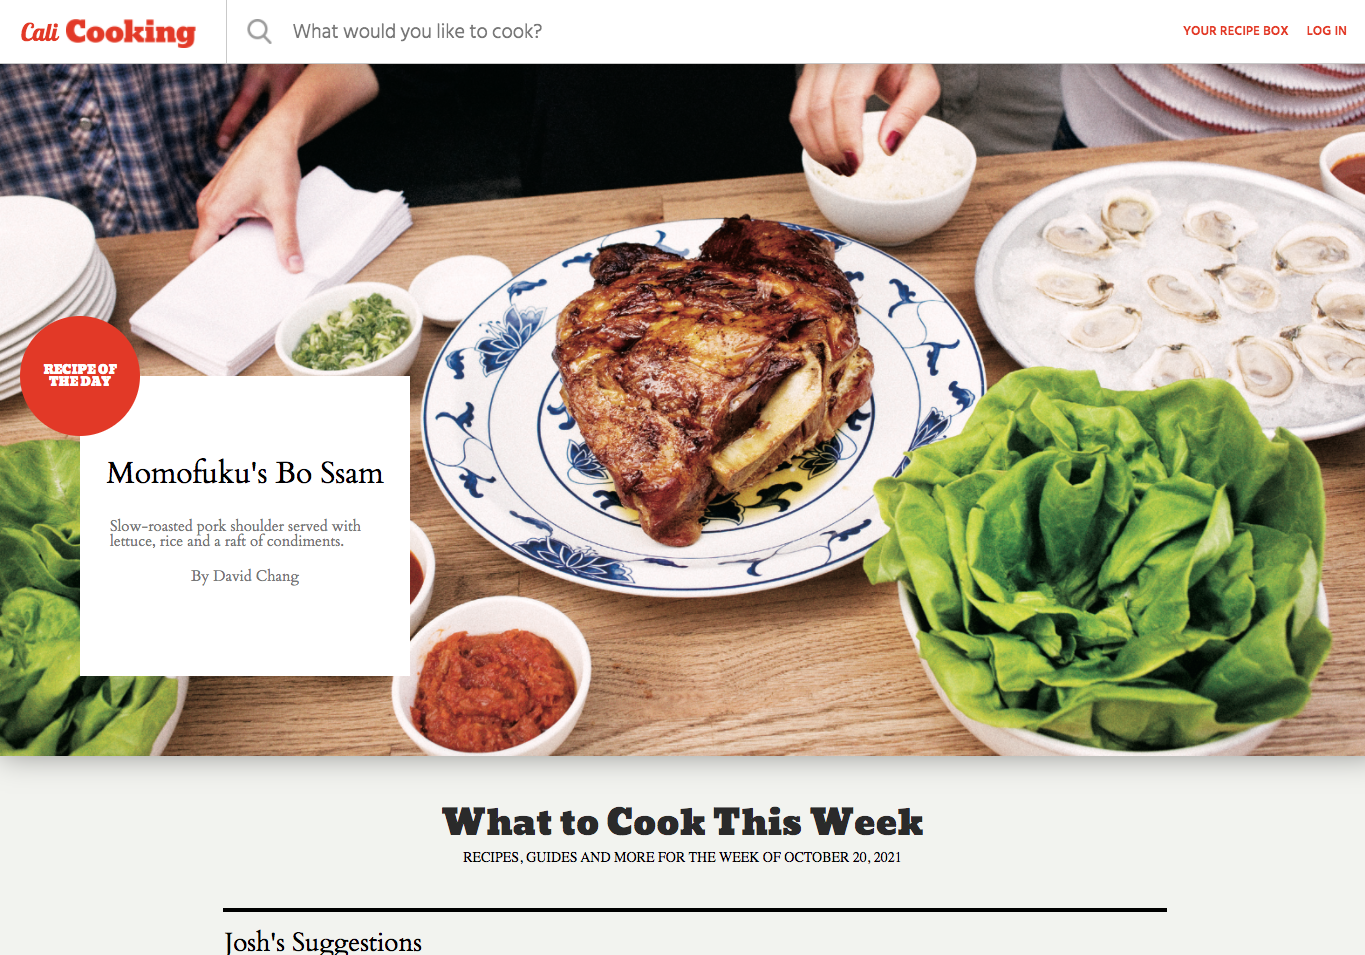 Cali Cooking
What would you like to cook?
YOUR RECIPE BOX
LOG IN
RECIPE OF
THE DAY
Momofuku's Bo Ssam
Slow-roasted pork shoulder served with
lettuce, rice and a raft of condiments.
By David Chang
What to Cook This Week
RECIPES, GUIDES AND MORE FOR THE WEEK OF OCTOBER 20, 2021
Josh's Suggestions